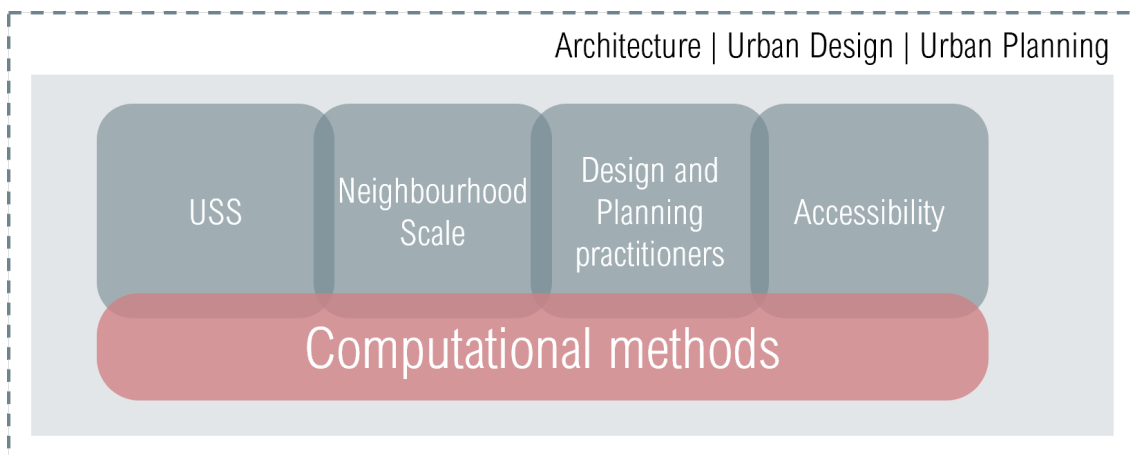 Architecture | Urban Design | Urban Planning
USS
Neighbourhood
Scale
Design and
Planning
practitioners
Accessibility
Computational methods